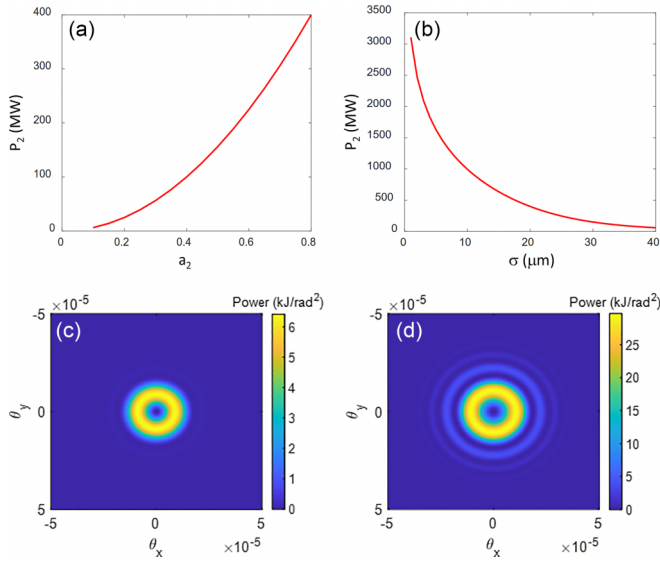 (a)
P₂ (MW)
400
300
200
100
0
0 0.2 0.4 0.6 0.8
a₂
(b)
P₂ (MW)
3500
3000
2500
2000
1500
1000
500
0
0 10 20 30 40
σ (μm)
-5 ×10⁻⁵ Power (kJ/rad²)
(c)
θy
0
5
6
5
4
3
2
1
0
-5 0 5
θx ×10⁻⁵
-5 ×10⁻⁵ Power (kJ/rad²)
(d)
θy
0
5
25
20
15
10
5
0
-5 0 5
θx ×10⁻⁵